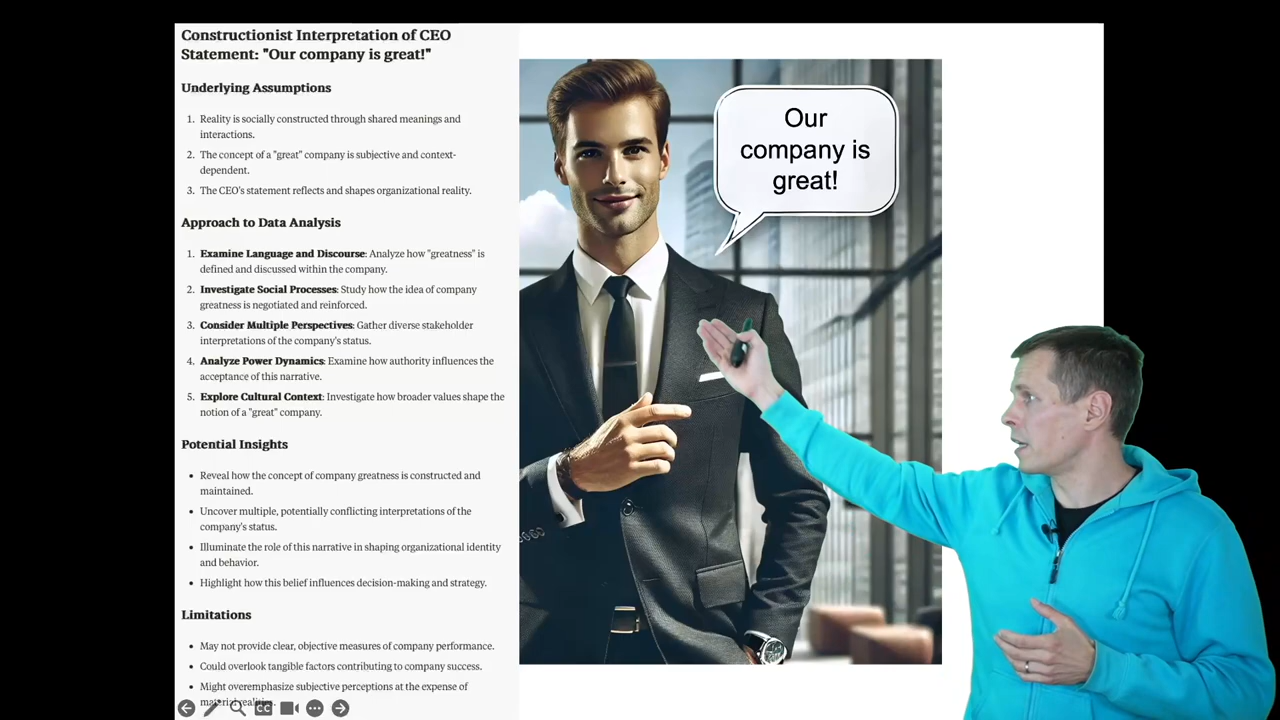 Constructionist Interpretation of CEO
Statement: "Our company is great!"
Underlying Assumptions
1. Reality is socially constructed through shared meanings and
interactions.
2. The concept of a "great" company is subjective and context-
dependent.
3. The CEO's statement reflects and shapes organizational reality.
Approach to Data Analysis
1. Examine Language and Discourse: Analyze how "greatness" is
defined and discussed within the company.
2. Investigate Social Processes: Study how the idea of company
greatness is negotiated and reinforced.
3. Consider Multiple Perspectives: Gather diverse stakeholder
interpretations of the company's status.
4. Analyze Power Dynamics: Examine how authority influences the
acceptance of this narrative.
5. Explore Cultural Context: Investigate how broader values shape the
notion of a "great" company.
Potential Insights
• Reveal how the concept of company greatness is constructed and
maintained.
• Uncover multiple, potentially conflicting interpretations of the
company's status.
• Illuminate the role of this narrative in shaping organizational identity
and behavior.
• Highlight how this belief influences decision-making and strategy.
Limitations
• May not provide clear, objective measures of company performance.
• Could overlook tangible factors contributing to company success.
• Might overemphasize subjective perceptions at the expense of
material realities.
CC
Our
company is
great!